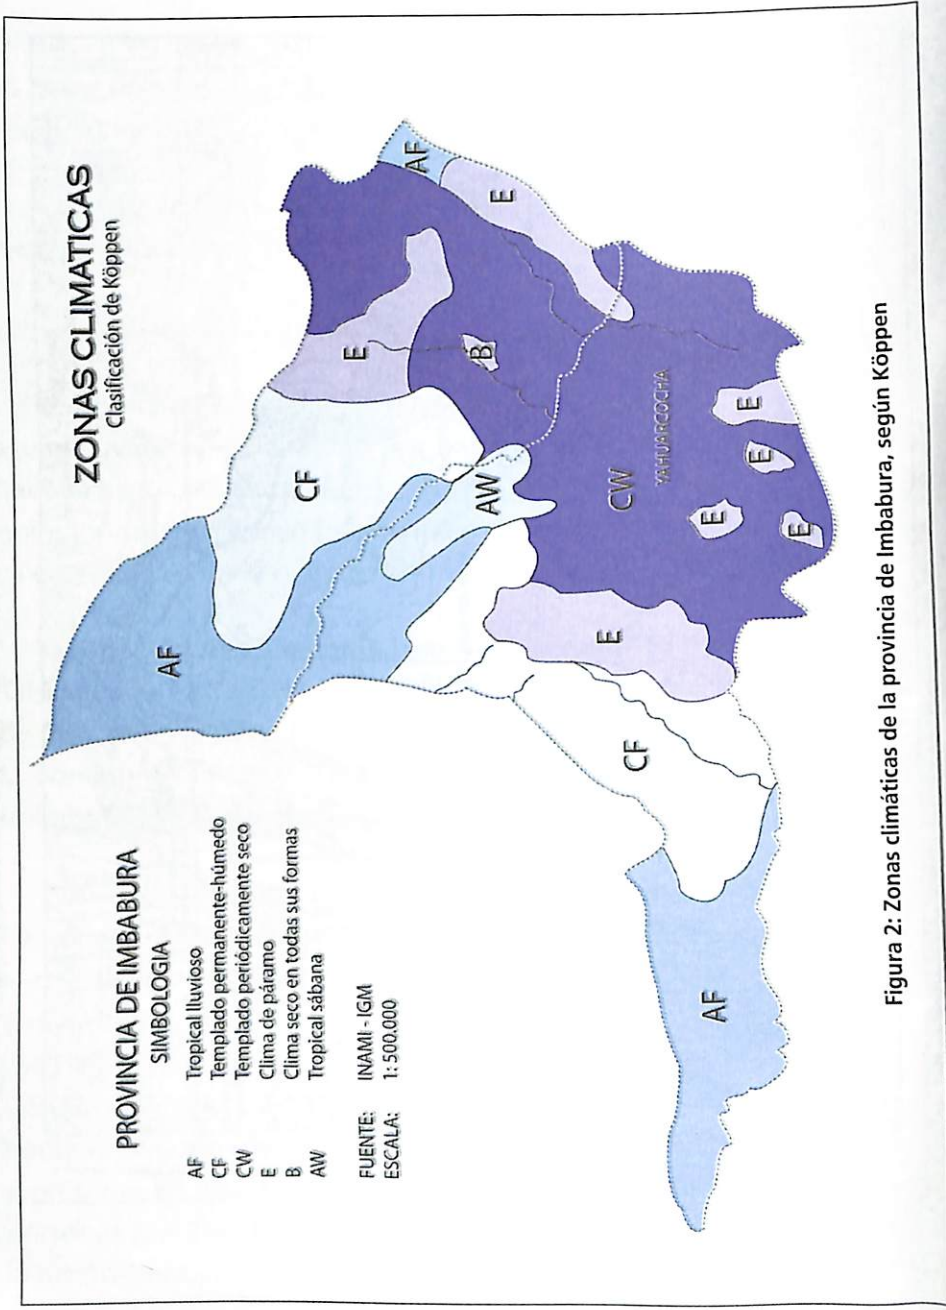 PROVINCIA DE IMBABURA
SIMBOLOGIA
AF Tropical lluvioso
CF Templado permanente-húmedo
CW Templado periódicamente seco
E Clima de páramo
B Clima seco en todas sus formas
AW Tropical sábana
FUENTE: INAMI - IGM
ESCALA: 1: 500.000
ZONAS CLIMATICAS
Clasificación de Köppen
AF
CF
E
AF
E
B
AW
CW
YAHUARCOCHA
E
E
E
E
E
CF
AF
Figura 2: Zonas climáticas de la provincia de Imbabura, según Köppen